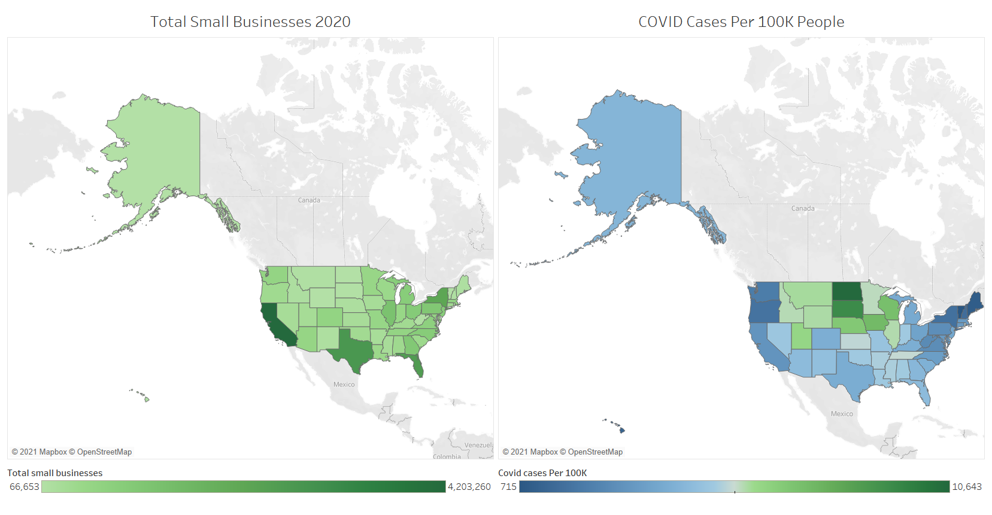 Total Small Businesses 2020
COVID Cases Per 100K People
Canada
Canada
Mexico
Mexico
Venezuela
Colombia
© 2021 Mapbox © OpenStreetMap
© 2021 Mapbox © OpenStreetMap
Total small businesses
66,653
4,203,260
Covid cases Per 100K
715
10,643